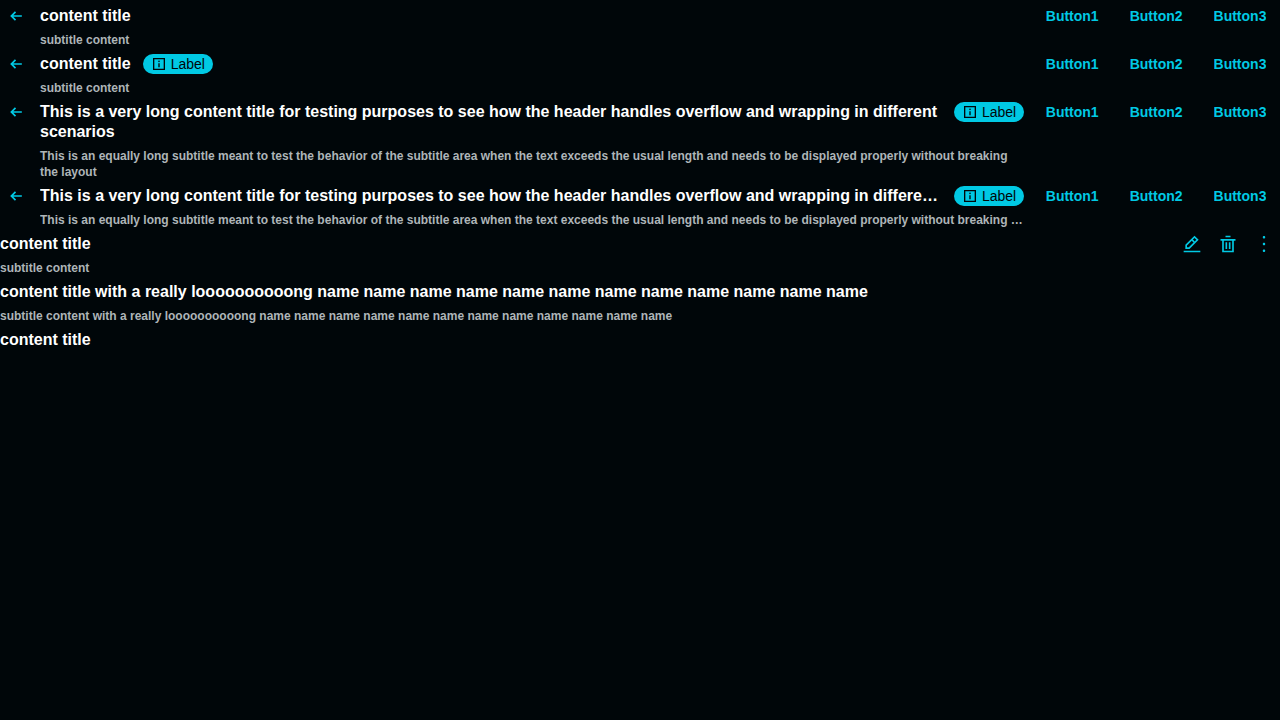 content title Button1 Button2 Button3
subtitle content
content title Label Button1 Button2 Button3
subtitle content
This is a very long content title for testing purposes to see how the header handles overflow and wrapping in different Label Button1 Button2 Button3
scenarios
This is an equally long subtitle meant to test the behavior of the subtitle area when the text exceeds the usual length and needs to be displayed properly without breaking
the layout
This is a very long content title for testing purposes to see how the header handles overflow and wrapping in differe… Label Button1 Button2 Button3
This is an equally long subtitle meant to test the behavior of the subtitle area when the text exceeds the usual length and needs to be displayed properly without breaking …
content title
subtitle content
content title with a really loooooooooong name name name name name name name name name name name name
subtitle content with a really loooooooooong name name name name name name name name name name name name
content title